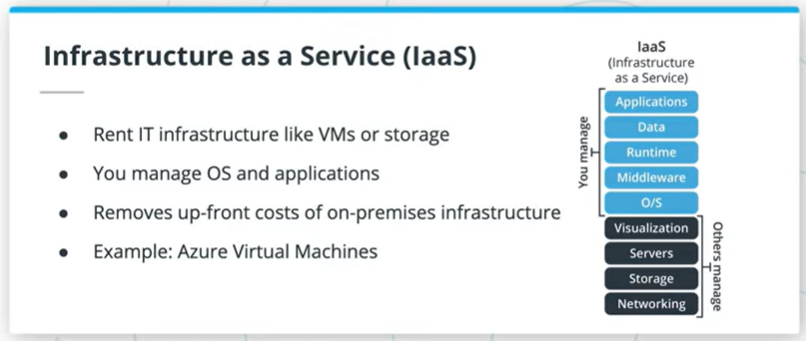 Infrastructure as a Service (IaaS)
● Rent IT infrastructure like VMs or storage
● You manage OS and applications
● Removes up-front costs of on-premises infrastructure
● Example: Azure Virtual Machines
IaaS
(Infrastructure
as a Service)
You manage
Applications
Data
Runtime
Middleware
O/S
Visualization
Servers
Storage
Networking
Others manage